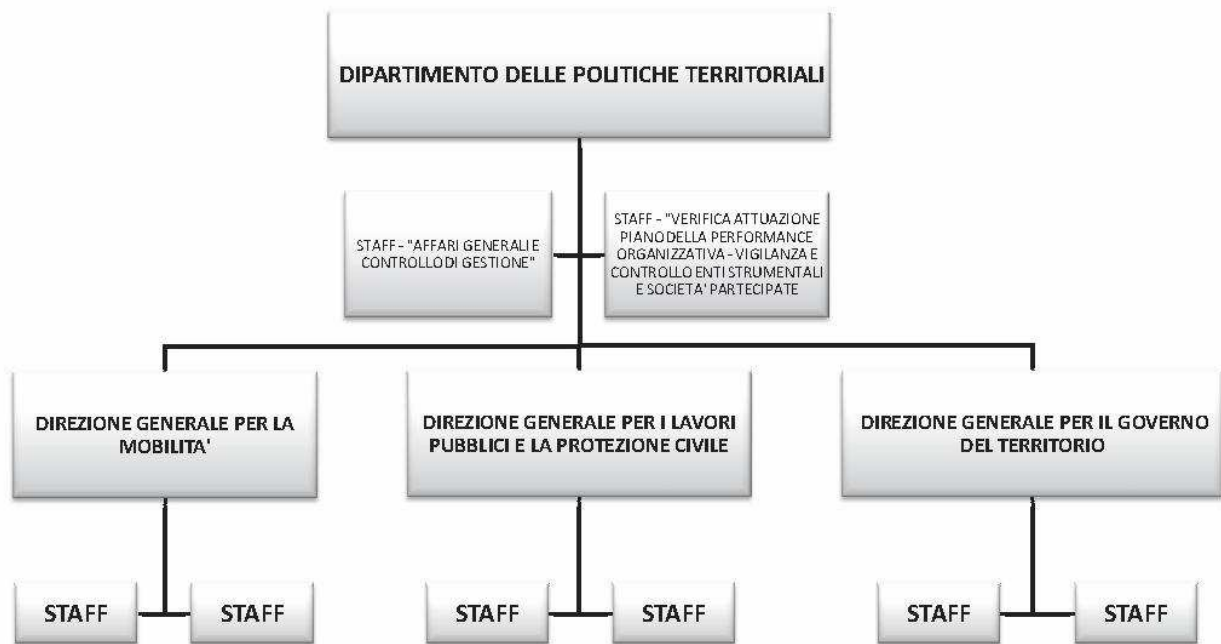 DIPARTIMENTO DELLE POLITICHE TERRITORIALI
STAFF - "AFFARI GENERALI E
CONTROLLO DI GESTIONE"
STAFF - "VERIFICA ATTUAZIONE
PIANO DELLA PERFORMANCE
ORGANIZZATIVA - VIGILANZA E
CONTROLLO ENTI STRUMENTALI
E SOCIETA' PARTECIPATE
DIREZIONE GENERALE PER LA
MOBILITA'
DIREZIONE GENERALE PER I LAVORI
PUBBLICI E LA PROTEZIONE CIVILE
DIREZIONE GENERALE PER IL GOVERNO
DEL TERRITORIO
STAFF
STAFF
STAFF
STAFF
STAFF
STAFF